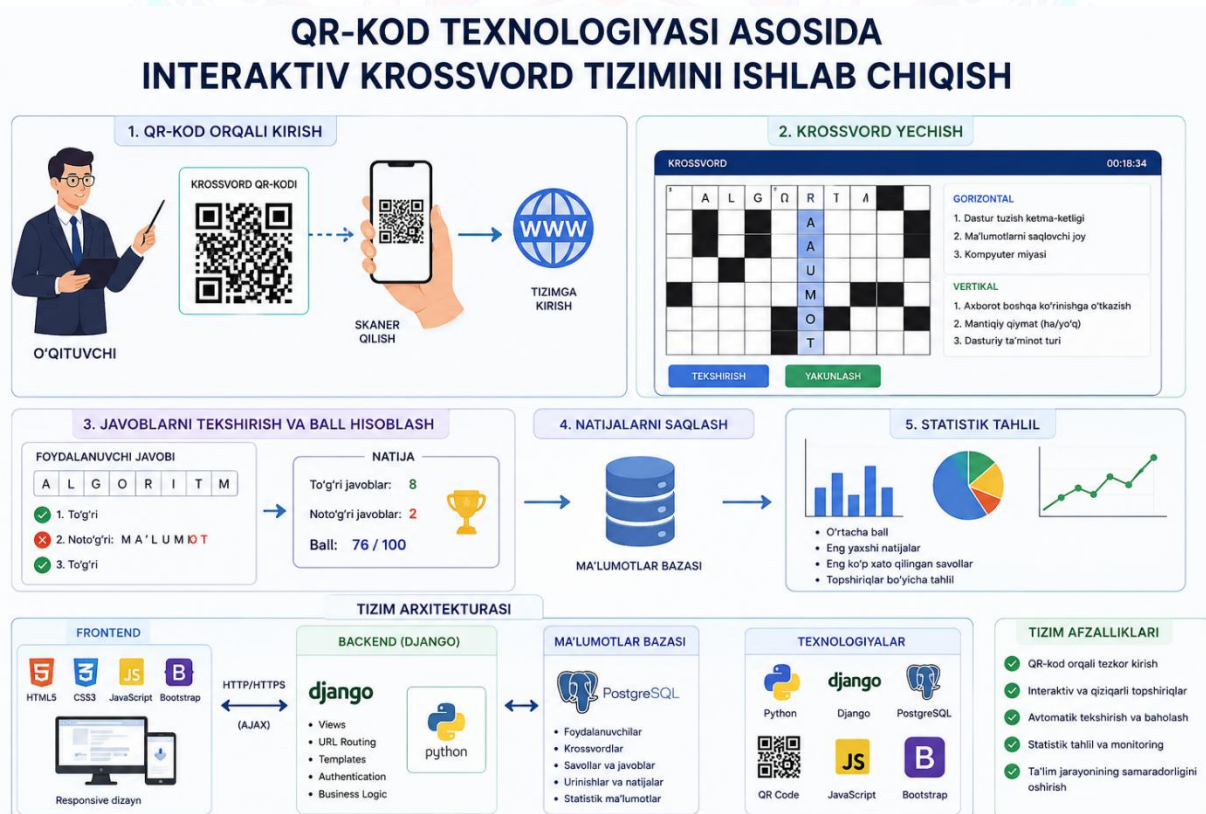 QR-KOD TEXNOLOGIYASI ASOSIDA
INTERAKTIV KROSSVORD TIZIMINI ISHLAB CHIQISH
1. QR-KOD ORQALI KIRISH
KROSSVORD QR-KODI
O'QITUVCHI
SKANER
QILISH
WWW
TIZIMGA
KIRISH
2. KROSSVORD YECHISH
KROSSVORD
00:18:34
A L G Ω R T
A
A
U
M
O
T
GORIZONTAL
1. Dastur tuzish ketma-ketligi
2. Ma'lumotlarni saqlovchi joy
3. Kompyuter miyasi
VERTIKAL
1. Axborot boshqa ko'rinishga o'tkazish
2. Mantiqiy qiymat (ha/yo'q)
3. Dasturiy ta'minot turi
TEKSHIRISH
YAKUNLASH
3. JAVOBLARNI TEKSHIRISH VA BALL HISOBLASH
FOYDALANUVCHI JAVOBI
A L G O R I T M
1. To'g'ri
2. Noto'g'ri: MA'LUMIOT
3. To'g'ri
NATIJA
To'g'ri javoblar: 8
Noto'g'ri javoblar: 2
Ball: 76 / 100
4. NATIJALARNI SAQLASH
MA'LUMOTLAR BAZASI
5. STATISTIK TAHLIL
• O'rtacha ball
• Eng yaxshi natijalar
• Eng ko'p xato qilingan savollar
• Topshiriqlar bo'yicha tahlil
TIZIM ARXITEKTURASI
FRONTEND
5
3
JS
B
HTML5
CSS3
JavaScript
Bootstrap
Responsive dizayn
HTTP/HTTPS
(AJAX)
BACKEND (DJANGO)
django
• Views
• URL Routing
• Templates
• Authentication
• Business Logic
python
MA'LUMOTLAR BAZASI
PostgreSQL
• Foydalanuvchilar
• Krossvordlar
• Savollar va javoblar
• Urinishlar va natijalar
• Statistik ma'lumotlar
TEXNOLOGIYALAR
django
Python
Django
PostgreSQL
JS
B
QR Code
JavaScript
Bootstrap
TIZIM AFZALLIKLARI
QR-kod orqali tezkor kirish
Interaktiv va qiziqarli topshiriqlar
Avtomatik tekshirish va baholash
Statistik tahlil va monitoring
Ta'lim jarayonining samaradorligini
oshirish